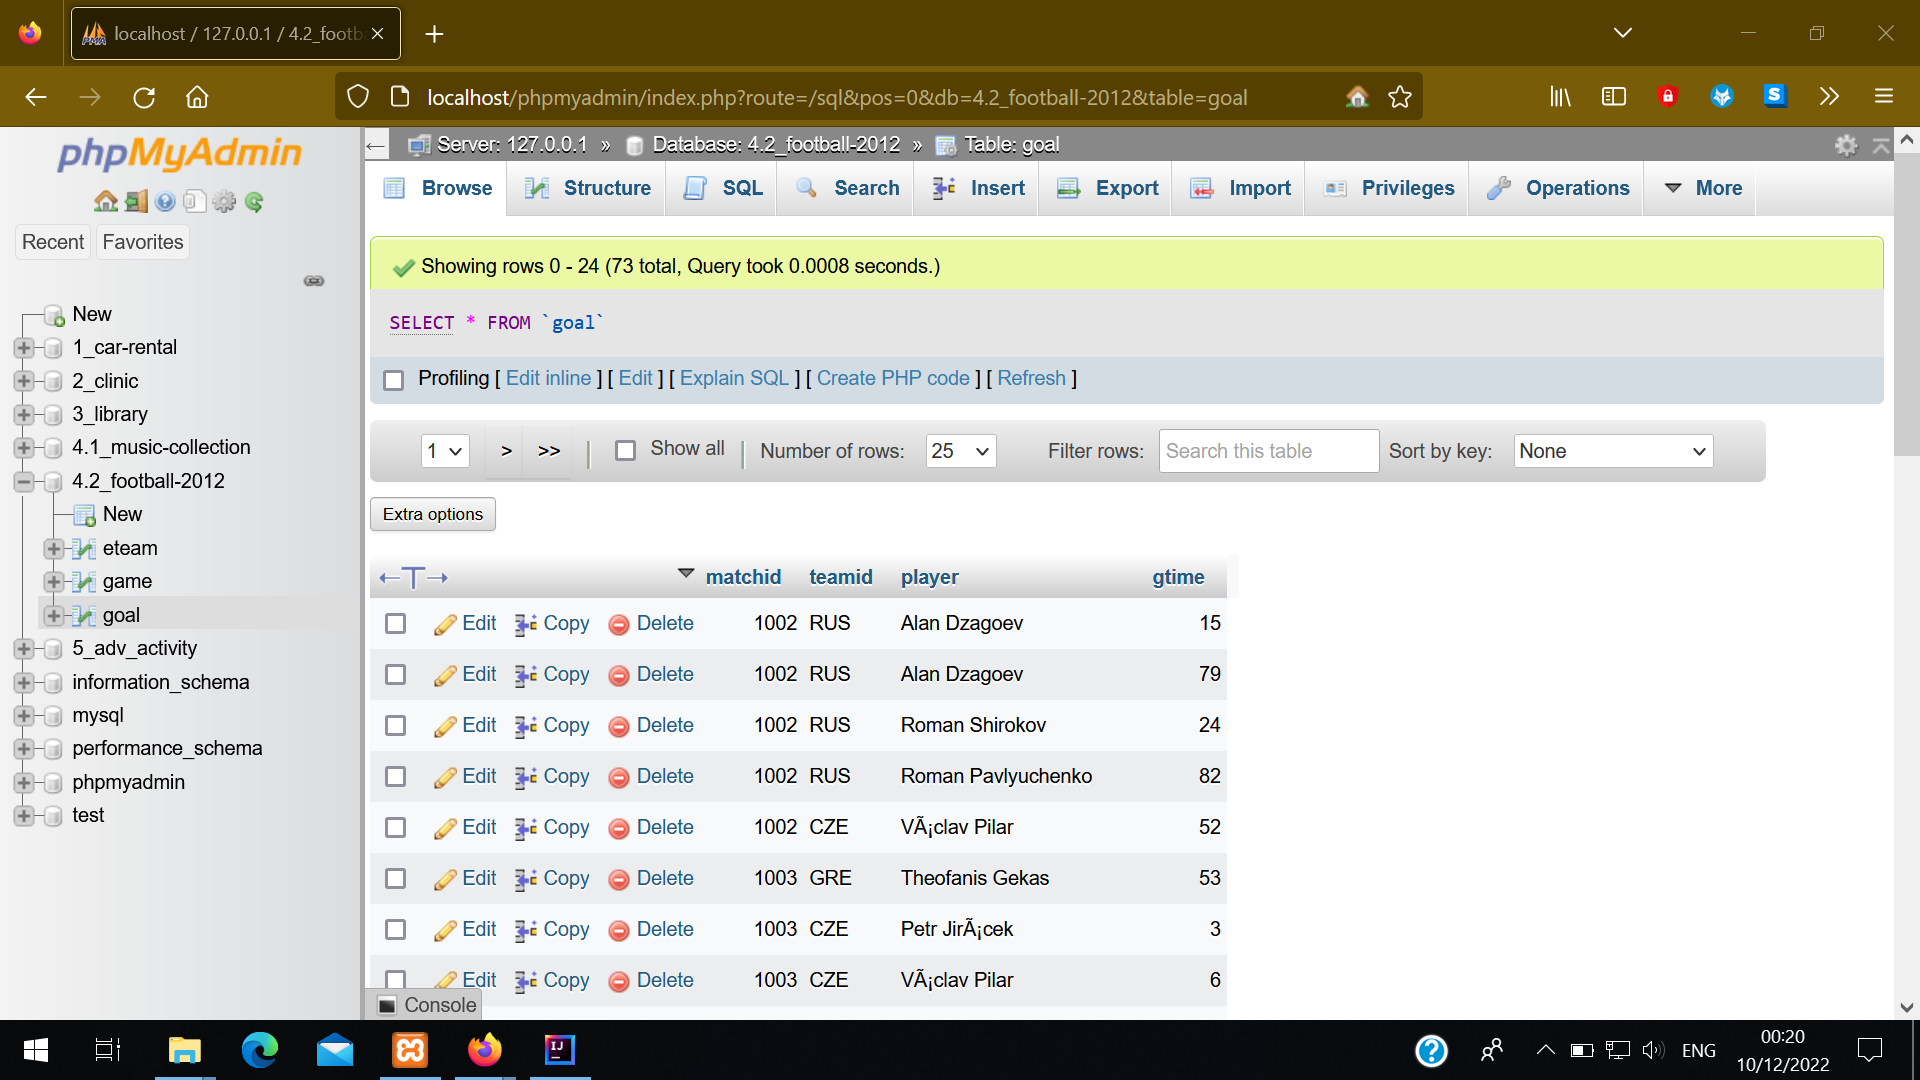 localhost / 127.0.0.1 / 4.2_footb
localhost/phpmyadmin/index.php?route=/sql&pos=0&db=4.2_football-2012&table=goal
phpMyAdmin
Recent Favorites
New
1_car-rental
2_clinic
3_library
4.1_music-collection
4.2_football-2012
New
eteam
game
goal
5_adv_activity
information_schema
mysql
performance_schema
phpmyadmin
test
Server: 127.0.0.1 » Database: 4.2_football-2012 » Table: goal
Browse Structure SQL Search Insert Export Import Privileges Operations More
Showing rows 0 - 24 (73 total, Query took 0.0008 seconds.)
SELECT * FROM `goal`
Profiling [ Edit inline ] [ Edit ] [ Explain SQL ] [ Create PHP code ] [ Refresh ]
1 > >> | Show all | Number of rows: 25 Filter rows: Search this table Sort by key: None
Extra options
←T→ matchid teamid player gtime
Edit Copy Delete 1002 RUS Alan Dzagoev 15
Edit Copy Delete 1002 RUS Alan Dzagoev 79
Edit Copy Delete 1002 RUS Roman Shirokov 24
Edit Copy Delete 1002 RUS Roman Pavlyuchenko 82
Edit Copy Delete 1002 CZE VÃ¡clav Pilar 52
Edit Copy Delete 1003 GRE Theofanis Gekas 53
Edit Copy Delete 1003 CZE Petr JirÃ¡cek 3
Edit Copy Delete 1003 CZE VÃ¡clav Pilar 6
Console
ENG
00:20
10/12/2022